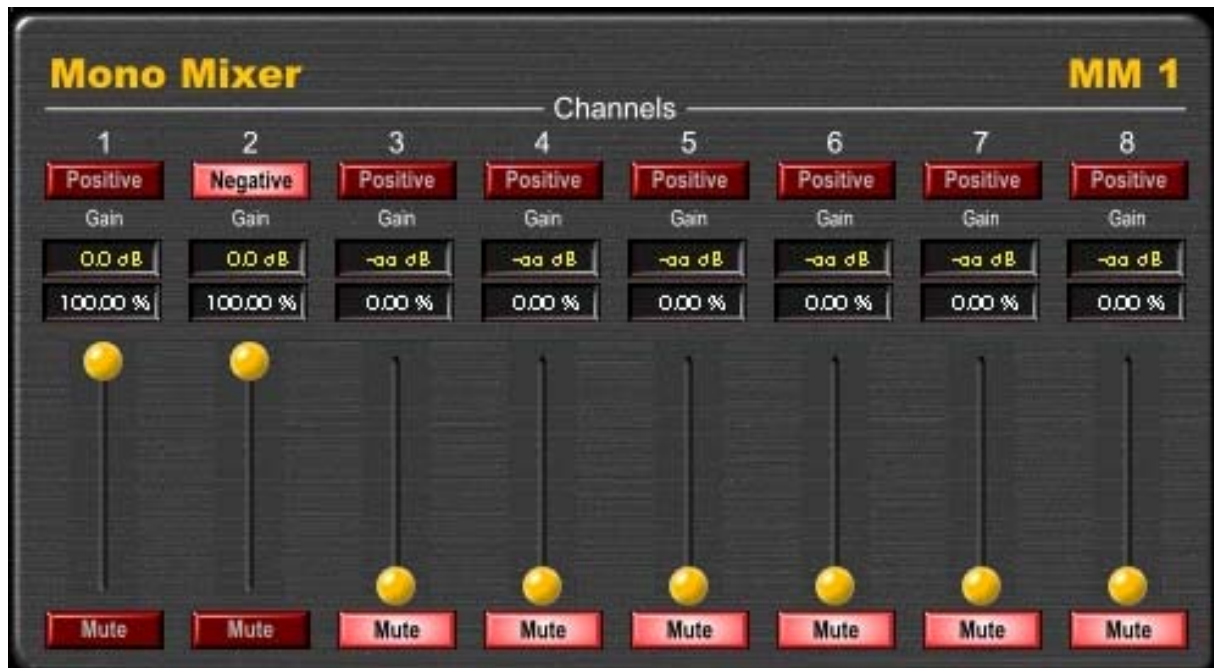 Mono Mixer MM 1
Channels
1 2 3 4 5 6 7 8
Positive Negative Positive Positive Positive Positive Positive Positive
Gain Gain Gain Gain Gain Gain Gain Gain
0.0 dB 0.0 dB -oo dB -oo dB -oo dB -oo dB -oo dB -oo dB
100.00 % 100.00 % 0.00 % 0.00 % 0.00 % 0.00 % 0.00 % 0.00 %
Mute Mute Mute Mute Mute Mute Mute Mute